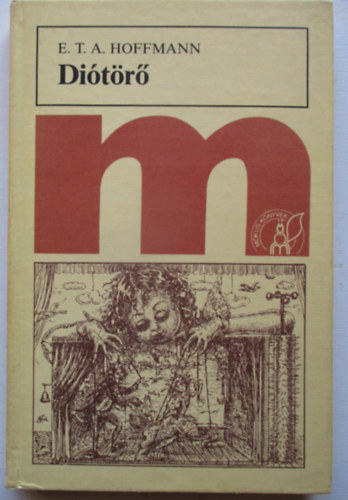 E. T. A. HOFFMANN
Diótörő
m